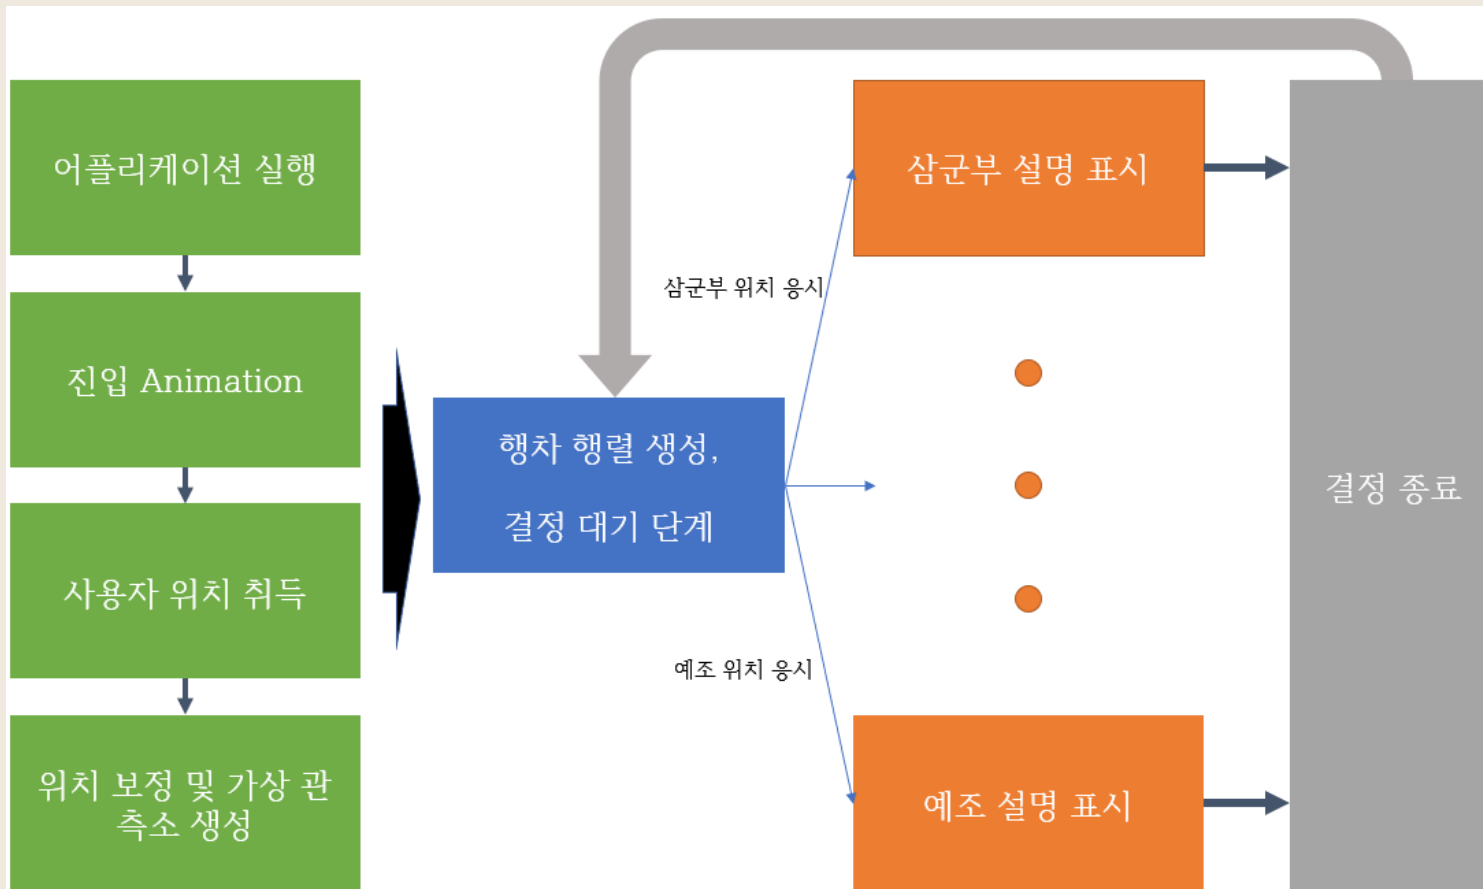 어플리케이션 실행
진입 Animation
사용자 위치 취득
위치 보정 및 가상 관
측소 생성
행차 행렬 생성,
결정 대기 단계
삼군부 위치 응시
예조 위치 응시
삼군부 설명 표시
예조 설명 표시
결정 종료